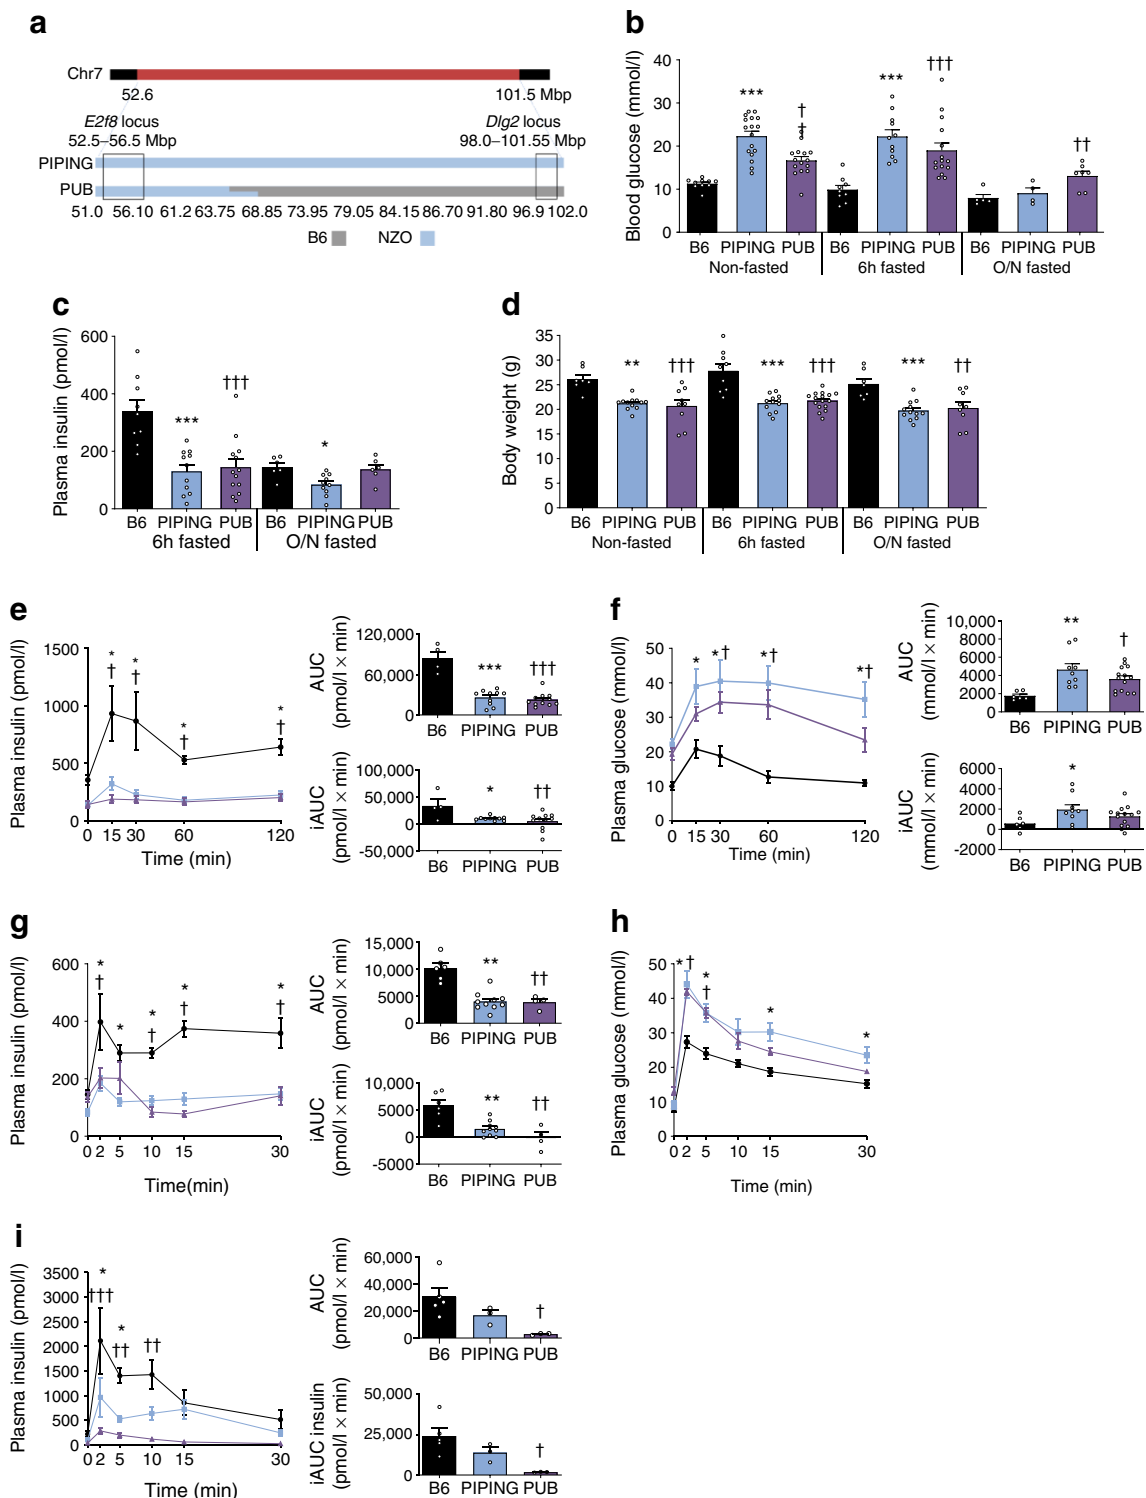 a
Chr7
52.6
101.5 Mbp
E2f8 locus
Dlg2 locus
52.5–56.5 Mbp
98.0–101.55 Mbp
PIPING
PUB
51.0 56.10 61.2 63.75 68.85 73.95 79.05 84.15 86.70 91.80 96.9 102.0
B6
NZO
b
Blood glucose (mmol/l)
40
30
20
10
0
***
†
†
***
†††
††
B6 PIPING PUB B6 PIPING PUB B6 PIPING PUB
Non-fasted
6h fasted
O/N fasted
c
Plasma insulin (pmol/l)
600
400
200
0
***
†††
*
B6 PIPING PUB B6 PIPING PUB
6h fasted
O/N fasted
d
Body weight (g)
35
30
25
20
15
10
5
0
**
†††
***
†††
***
††
B6 PIPING PUB B6 PIPING PUB B6 PIPING PUB
Non-fasted
6h fasted
O/N fasted
e
Plasma insulin (pmol/l)
1500
1000
500
0
*
†
*
†
*
†
*
†
0 15 30 60 120
Time (min)
AUC
(pmol/l × min)
120,000
60,000
0
***
†††
B6 PIPING PUB
iAUC
(pmol/l × min)
100,000
50,000
0
-50,000
*
††
B6 PIPING PUB
f
Plasma glucose (mmol/l)
50
40
30
20
10
0
*
*†
*†
*†
0 15 30 60 120
Time (min)
AUC
(mmol/l × min)
10,000
8000
6000
4000
2000
0
**
†
B6 PIPING PUB
iAUC
(mmol/l × min)
6000
4000
2000
0
-2000
*
B6 PIPING PUB
g
Plasma insulin (pmol/l)
600
400
200
0
*
†
*
*
†
*
†
*
†
0 2 5 10 15 30
Time(min)
AUC
(pmol/l × min)
15,000
10,000
5000
0
**
††
B6 PIPING PUB
iAUC
(pmol/l × min)
10,000
5000
0
-5000
**
††
B6 PIPING PUB
h
Plasma glucose (mmol/l)
50
40
30
20
10
0
*†
*
†
*
*
0 2 5 10 15 30
Time (min)
i
Plasma insulin (pmol/l)
3500
3000
2500
2000
1500
1000
500
0
*
†††
*
††
††
0 2 5 10 15 30
Time (min)
AUC
(pmol/l × min)
60,000
40,000
20,000
0
†
B6 PIPING PUB
iAUC insulin
(pmol/l × min)
50,000
25,000
0
†
B6 PIPING PUB